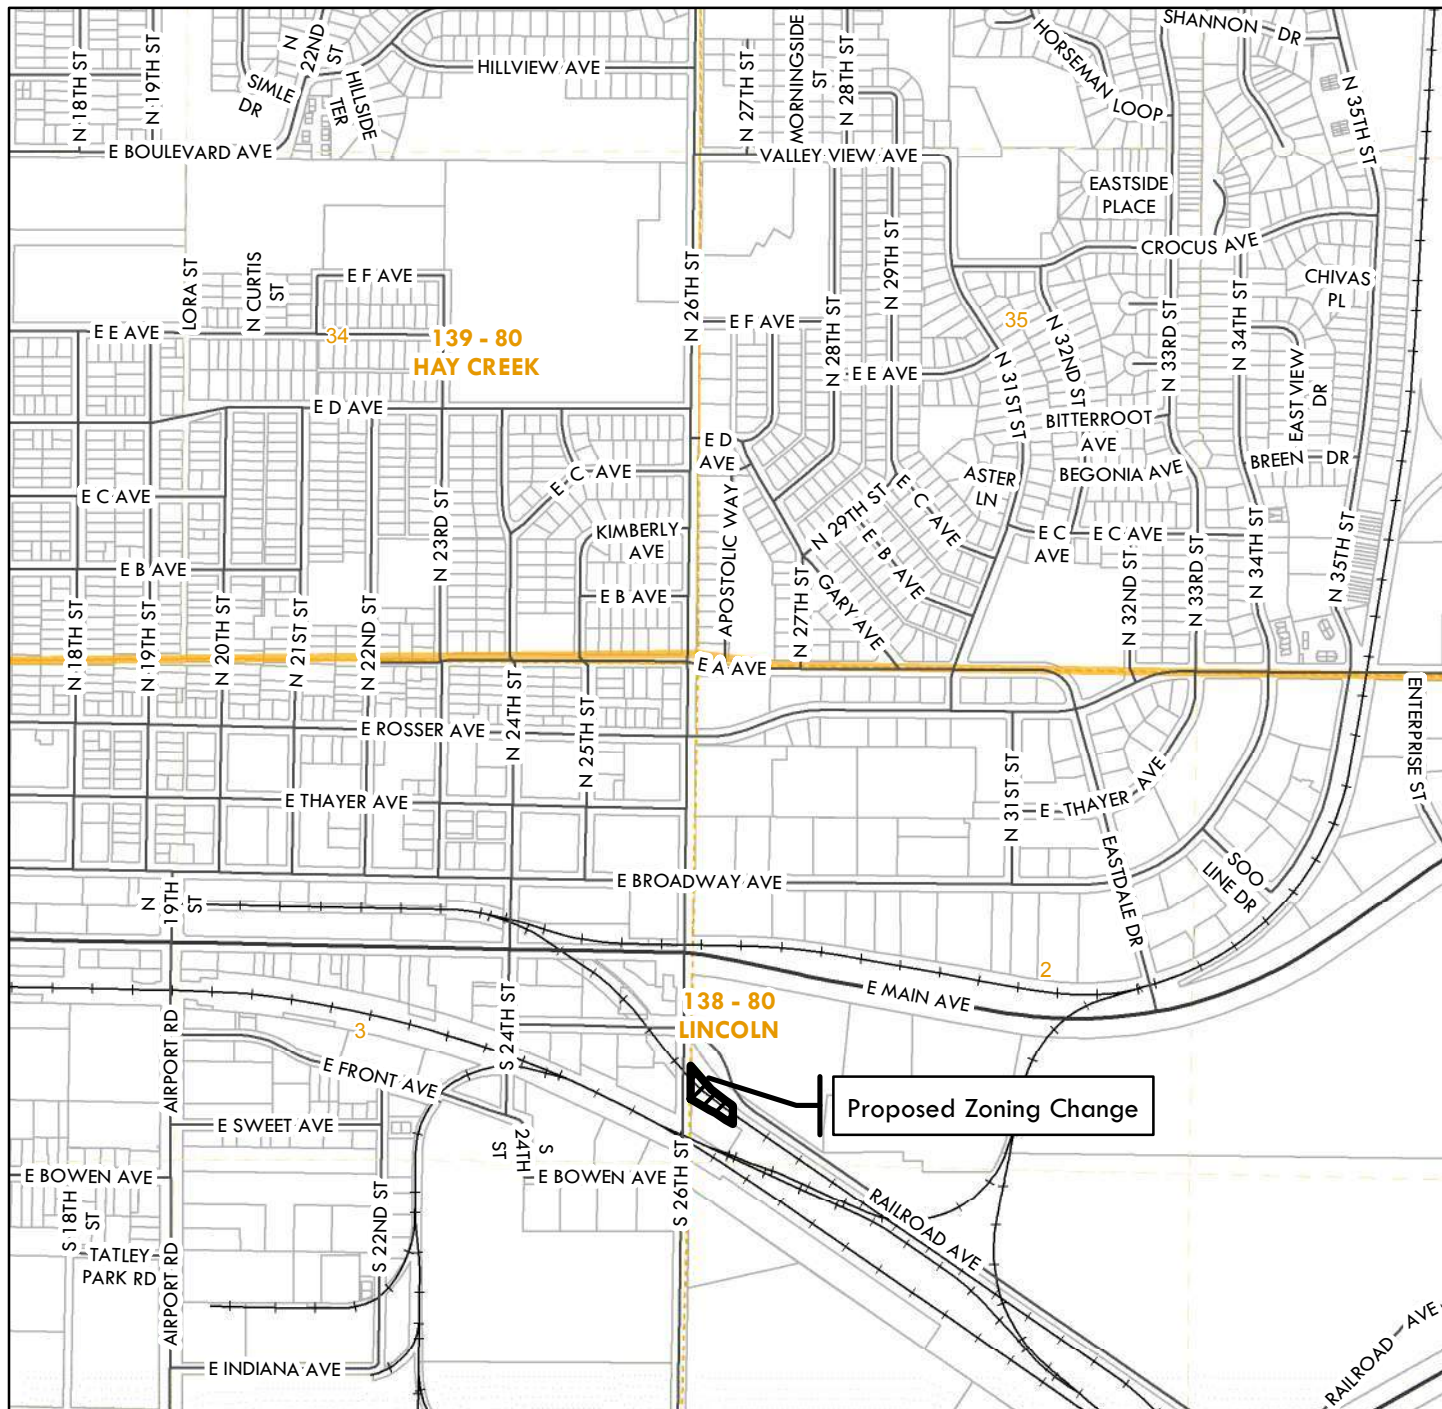 SHANNON DR
HORSEMAN LOOP
N 35TH ST
N 18TH ST
N 19TH ST
N
22ND
ST
SIMLE
DR
HILLSIDE
TER
HILLVIEW AVE
N 27TH ST
MORNINGSIDE
ST
N 28TH ST
E BOULEVARD AVE
VALLEY VIEW AVE
EASTSIDE
PLACE
CROCUS AVE
LORA ST
N CURTIS
ST
E F AVE
N 26TH ST
N 29TH ST
CHIVAS
PL
E E AVE
34
139 - 80
HAY CREEK
E F AVE
N 28TH ST
35
N 32ND ST
N 33RD ST
N 34TH ST
E E AVE
N 31ST ST
EAST VIEW
DR
E D AVE
BITTERROOT
AVE
E D
AVE
E C AVE
BEGONIA AVE
BREEN DR
ASTER
LN
E C AVE
N 23RD ST
KIMBERLY
AVE
APOSTOLIC WAY
N 29TH ST
E C AVE
E C
AVE
E C AVE
N 34TH ST
N 35TH ST
E B AVE
E B AVE
E B AVE
N 27TH ST
GARY AVE
N 32ND ST
N 33RD ST
N 18TH ST
N 19TH ST
N 20TH ST
N 21ST ST
N 22ND ST
E A AVE
N 24TH ST
N 25TH ST
E ROSSER AVE
ENTERPRISE ST
E THAYER AVE
N 31ST ST
E THAYER AVE
EASTDALE DR
SOO
LINE DR
E BROADWAY AVE
N
19TH
ST
2
E MAIN AVE
138 - 80
LINCOLN
3
AIRPORT RD
E FRONT AVE
S 24TH ST
Proposed Zoning Change
E SWEET AVE
S
24TH
ST
E BOWEN AVE
E BOWEN AVE
S 26TH ST
S 18TH
ST
S 22ND ST
RAILROAD AVE
TATLEY
PARK RD
AIRPORT RD
E INDIANA AVE
RAILROAD AVE